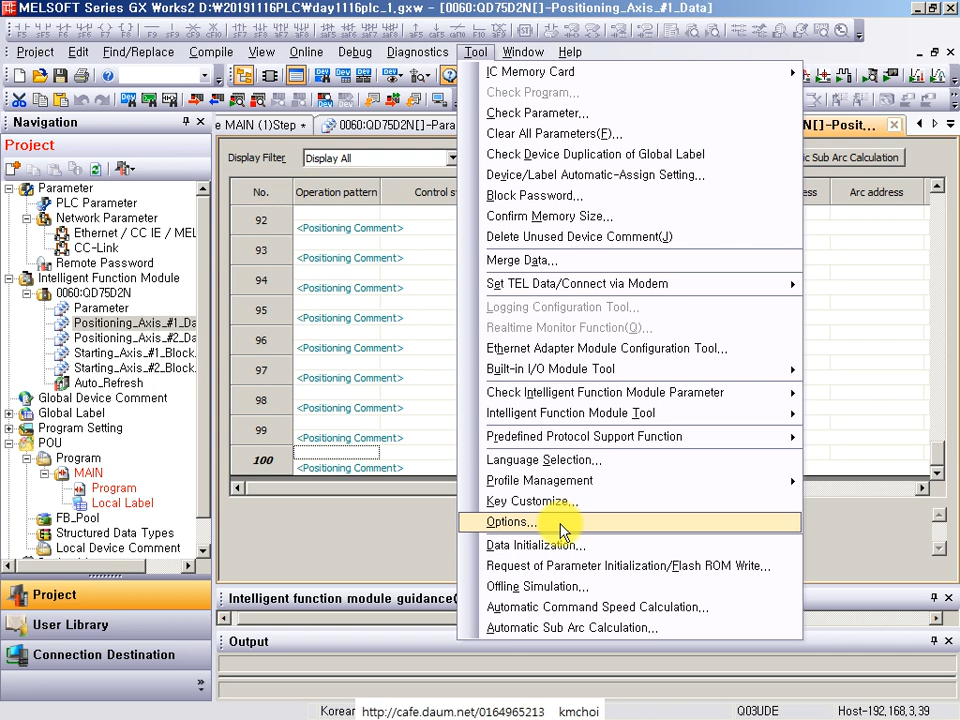 MELSOFT Series GX Works2 D:₩20191116PLC₩day1116plc_1,gxw - [0060:QD75D2N[]-Positioning_Axis_#1_Data]
Project Edit Find/Replace Compile View Online Debug Diagnostics Tool Window Help
Navigation
e MAIN (1)Step *
0060:QD75D2N[]-Para
N[]-Posit...
Project
Display Filter
Display All
c Sub Arc Calculation
No.
Operation pattern
Control s
ss
Arc address
92
<Positioning Comment>
93
<Positioning Comment>
94
<Positioning Comment>
95
<Positioning Comment>
96
<Positioning Comment>
97
<Positioning Comment>
98
<Positioning Comment>
99
<Positioning Comment>
100
<Positioning Comment>
Parameter
PLC Parameter
Network Parameter
Ethernet / CC IE / MEL
CC-Link
Remote Password
Intelligent Function Module
0060:QD75D2N
Parameter
Positioning_Axis_#1_Da
Positioning_Axis_#2_Da
Starting_Axis_#1_Block.
Starting_Axis_#2_Block.
Auto_Refresh
Global Device Comment
Global Label
Program Setting
POU
Program
MAIN
Program
Local Label
FB_Pool
Structured Data Types
Local Device Comment
Project
User Library
Connection Destination
IC Memory Card
Check Program,,,
Check Parameter,,,
Clear All Parameters(F),,,
Check Device Duplication of Global Label
Device/Label Automatic-Assign Setting,,,
Block Password,,,
Confirm Memory Size,,,
Delete Unused Device Comment(J)
Merge Data,,,
Set TEL Data/Connect via Modem
Logging Configuration Tool,,,
Realtime Monitor Function(Q),,,
Ethernet Adapter Module Configuration Tool,,,
Built-in I/O Module Tool
Check Intelligent Function Module Parameter
Intelligent Function Module Tool
Predefined Protocol Support Function
Language Selection,,,
Profile Management
Key Customize,,,
Options,,,
Data Initialization,,,
Request of Parameter Initialization/Flash ROM Write,,,
Offline Simulation,,,
Automatic Command Speed Calculation,,,
Automatic Sub Arc Calculation,,,
Intelligent function module guidance(
Output
Korear
http://cafe.daum.net/0164965213 kmchoi
Q03UDE
Host-192,168,3,39